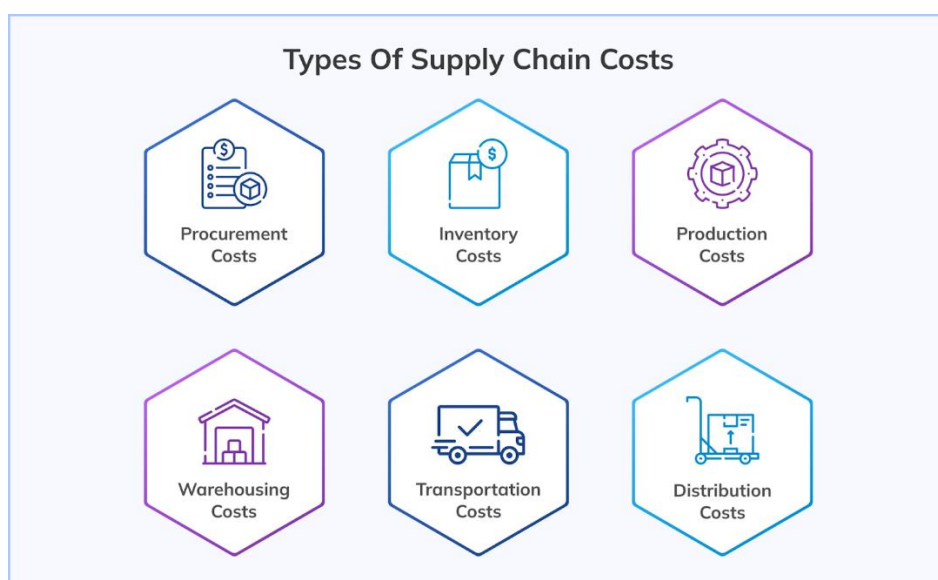 Types Of Supply Chain Costs
$
Procurement
Costs
$
Inventory
Costs
Production
Costs
Warehousing
Costs
Transportation
Costs
Distribution
Costs